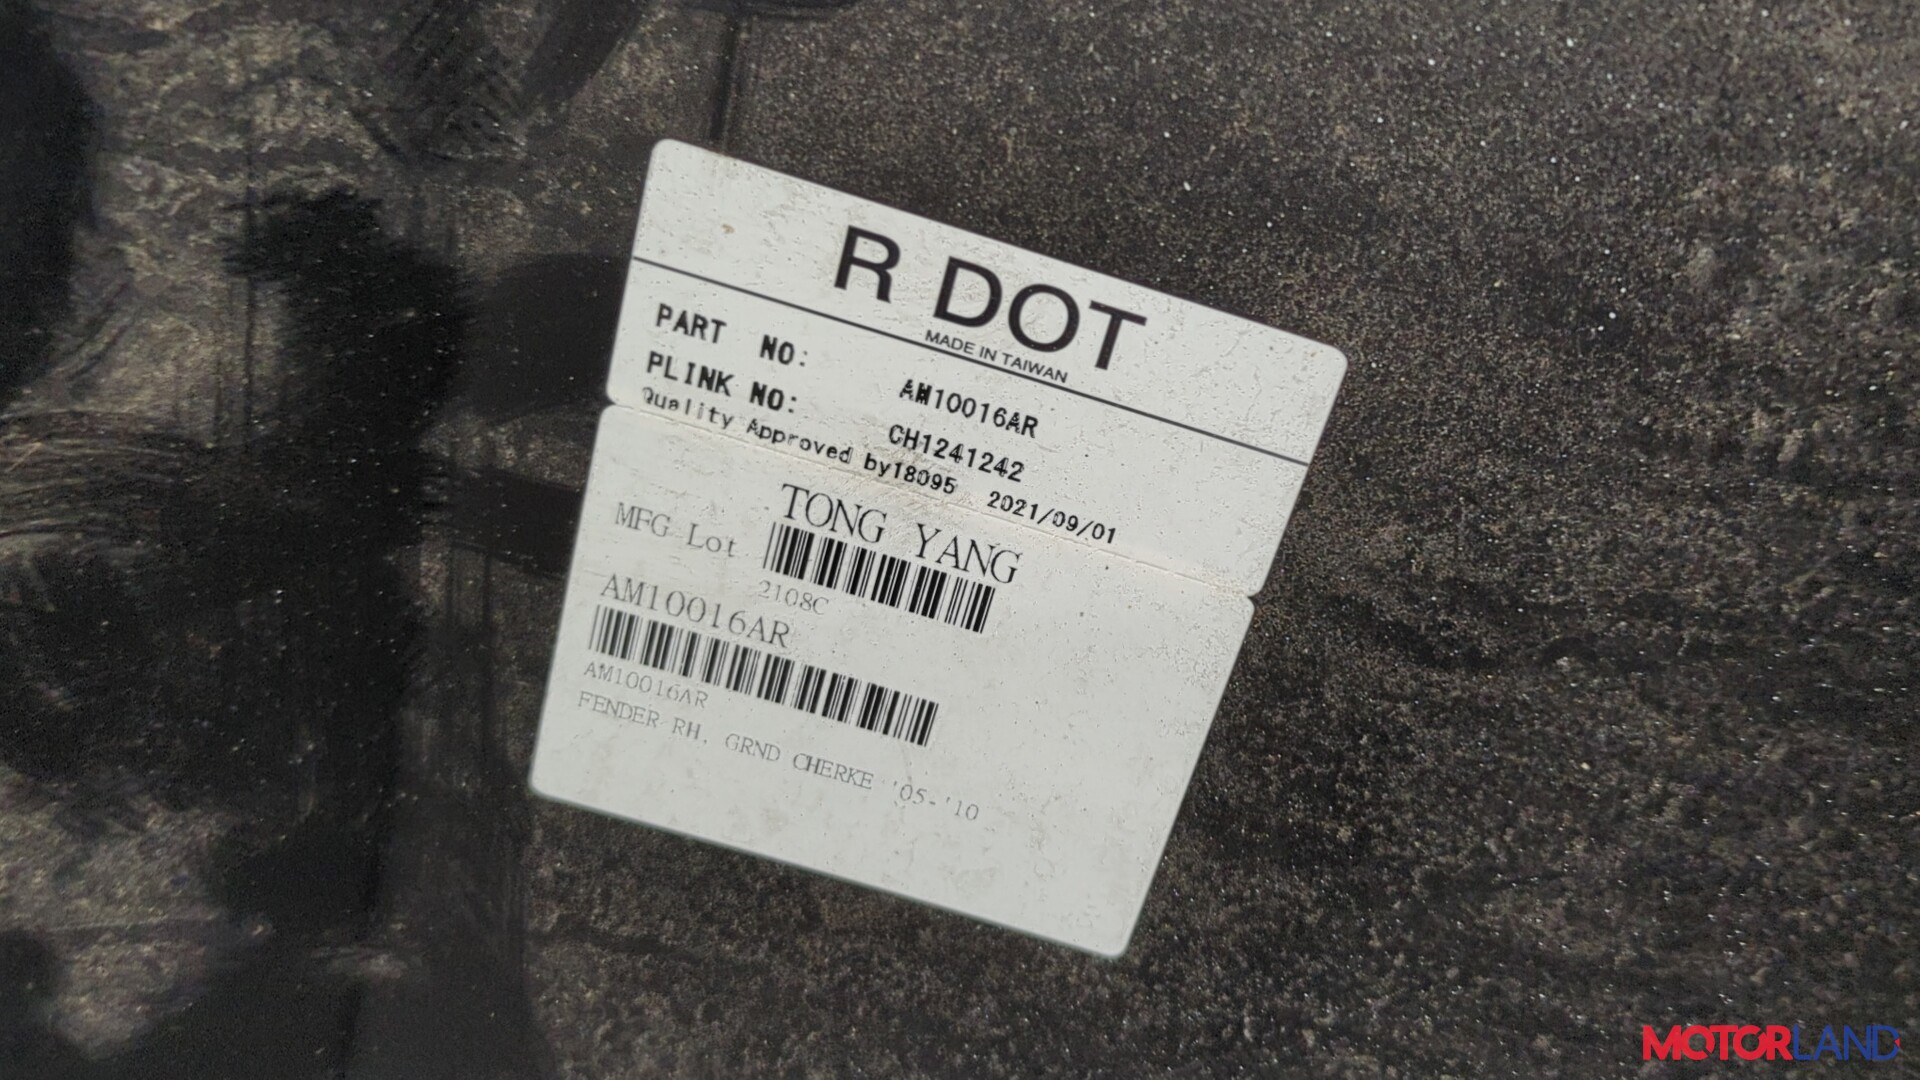 R DOT
MADE IN TAIWAN
PART NO: AM10016AR
PLINK NO: CH1241242
Quality Approved by18095 2021/09/01
TONG YANG
MFG Lot
2108C
AM10016AR
AM10016AR
FENDER RH, GRND CHERKE '05-'10
MOTORLAND